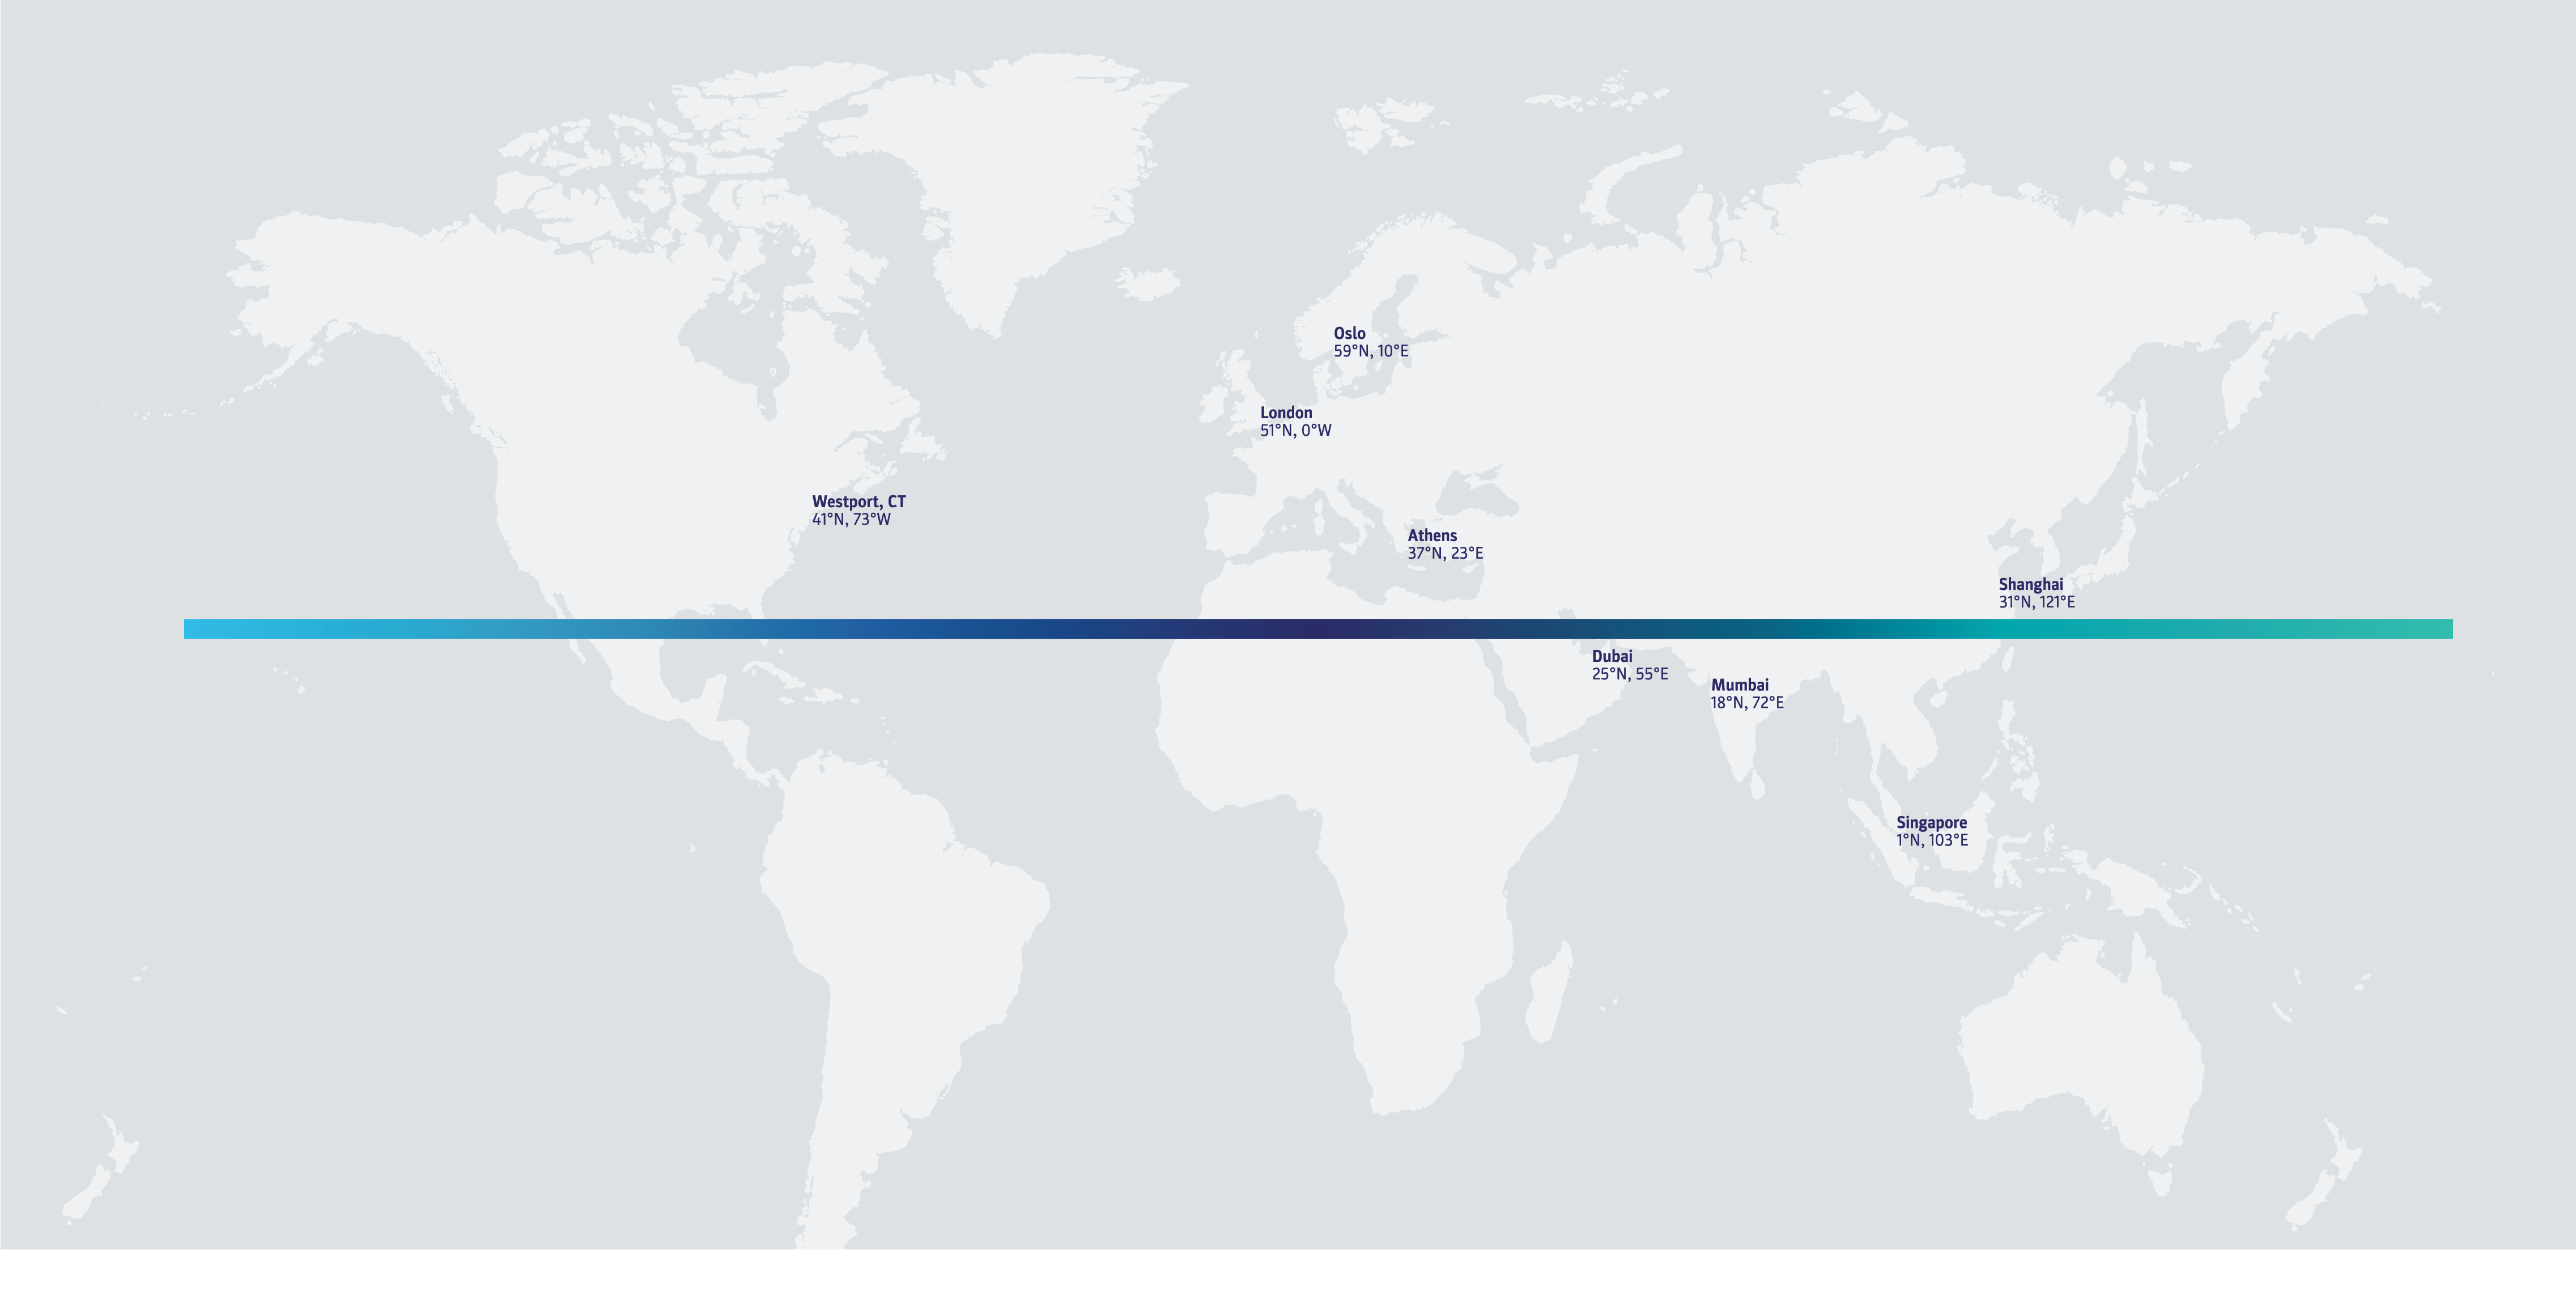 Oslo
59°N, 10°E
London
51°N, 0°W
Westport, CT
41°N, 73°W
Athens
37°N, 23°E
Shanghai
31°N, 121°E
Dubai
25°N, 55°E
Mumbai
18°N, 72°E
Singapore
1°N, 103°E